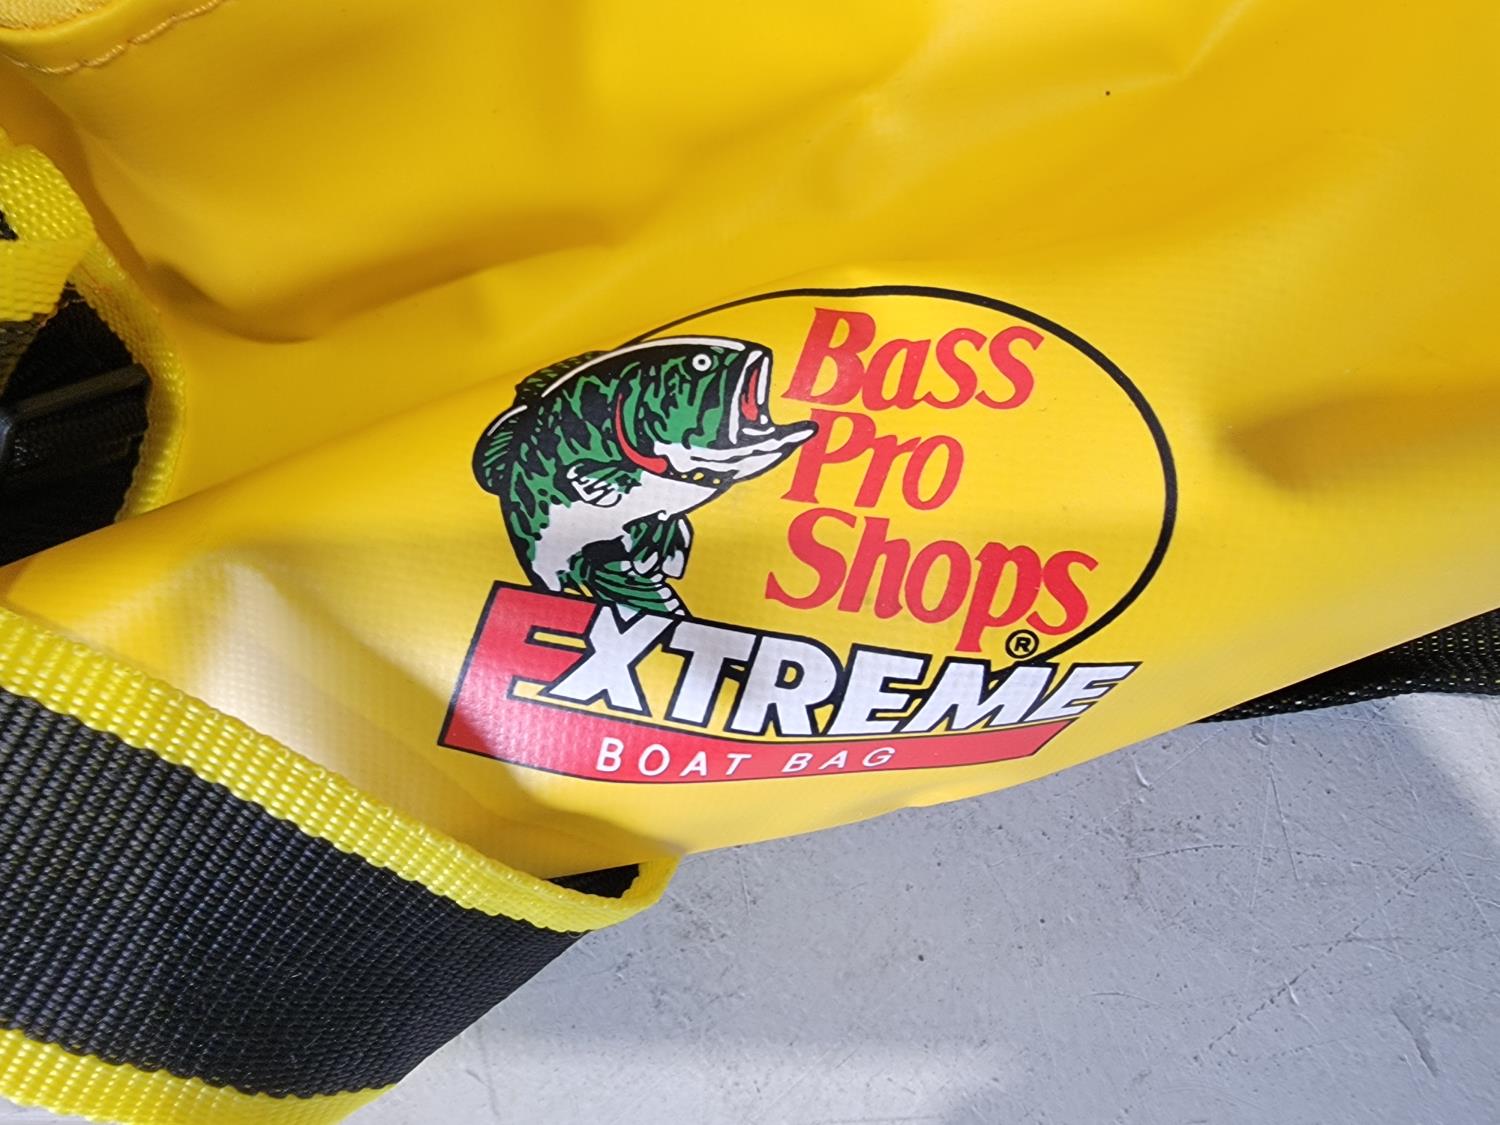 Bass
Pro
Shops
®
EXTREME
BOAT BAG